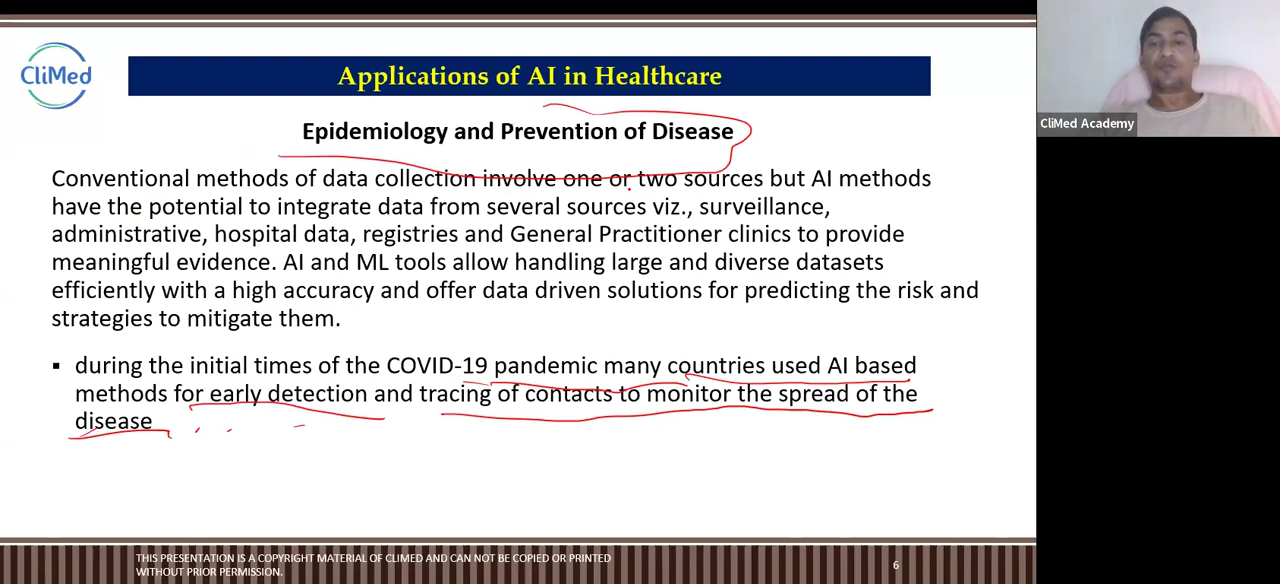 CliMed
Applications of AI in Healthcare
CliMed Academy
Epidemiology and Prevention of Disease
Conventional methods of data collection involve one or two sources but AI methods
have the potential to integrate data from several sources viz., surveillance,
administrative, hospital data, registries and General Practitioner clinics to provide
meaningful evidence. AI and ML tools allow handling large and diverse datasets
efficiently with a high accuracy and offer data driven solutions for predicting the risk and
strategies to mitigate them.
▪ during the initial times of the COVID-19 pandemic many countries used AI based
methods for early detection and tracing of contacts to monitor the spread of the
disease
THIS PRESENTATION IS A COPYRIGHT MATERIAL OF CLIMED AND CAN NOT BE COPIED OR PRINTED
WITHOUT PRIOR PERMISSION.
6